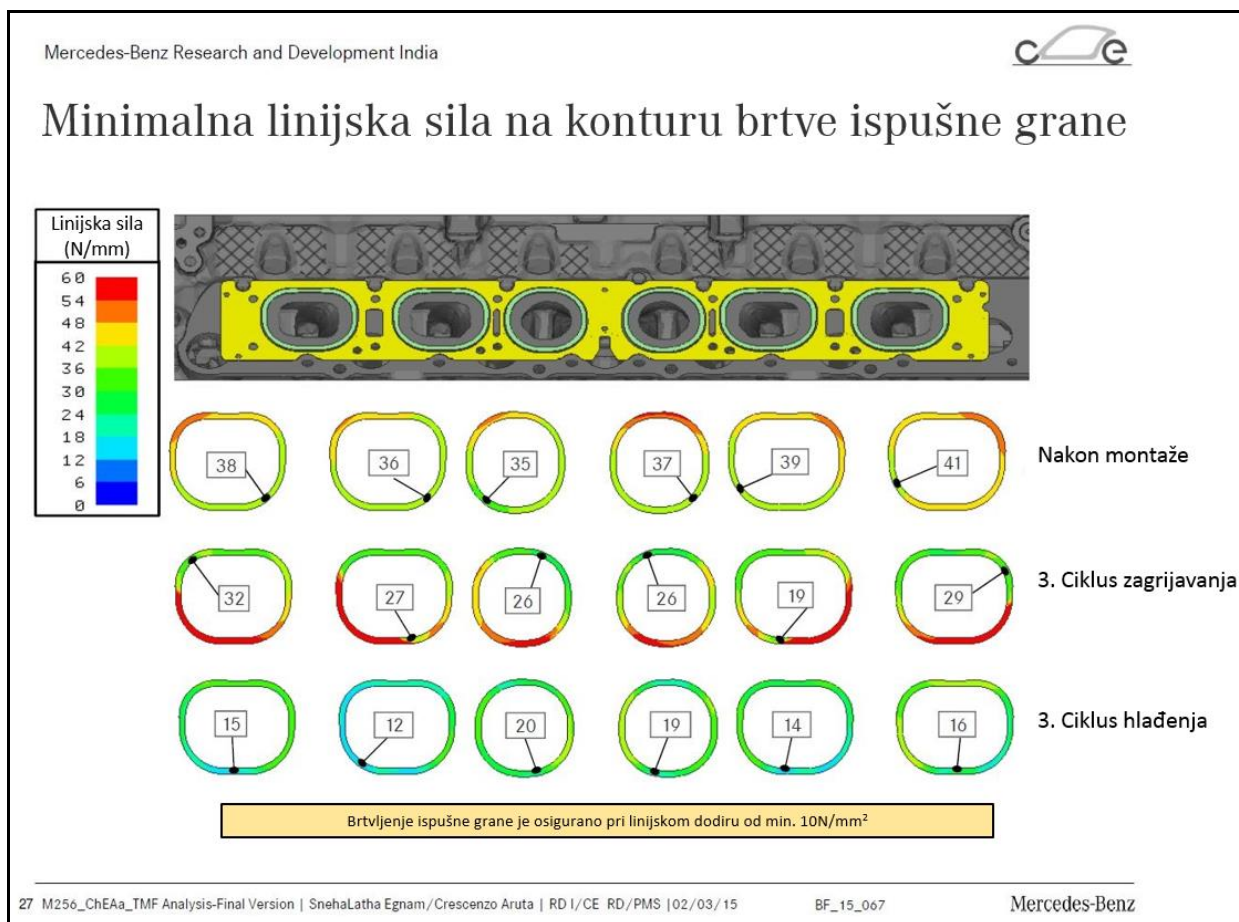 Mercedes-Benz Research and Development India
c e
Minimalna linijska sila na konturu brtve ispušne grane
Linijska sila
(N/mm)
60
54
48
42
36
30
24
18
12
6
0
38 36 35 37 39 41
Nakon montaže
32 27 26 26 19 29
3. Ciklus zagrijavanja
15 12 20 19 14 16
3. Ciklus hlađenja
Brtvljenje ispušne grane je osigurano pri linijskom dodiru od min. 10N/mm²
27 M256_ChEAa_TMF Analysis-Final Version | SnehaLatha Egnam/Crescenzo Aruta | RD I/CE RD/PMS |02/03/15 BF_15_067 Mercedes-Benz